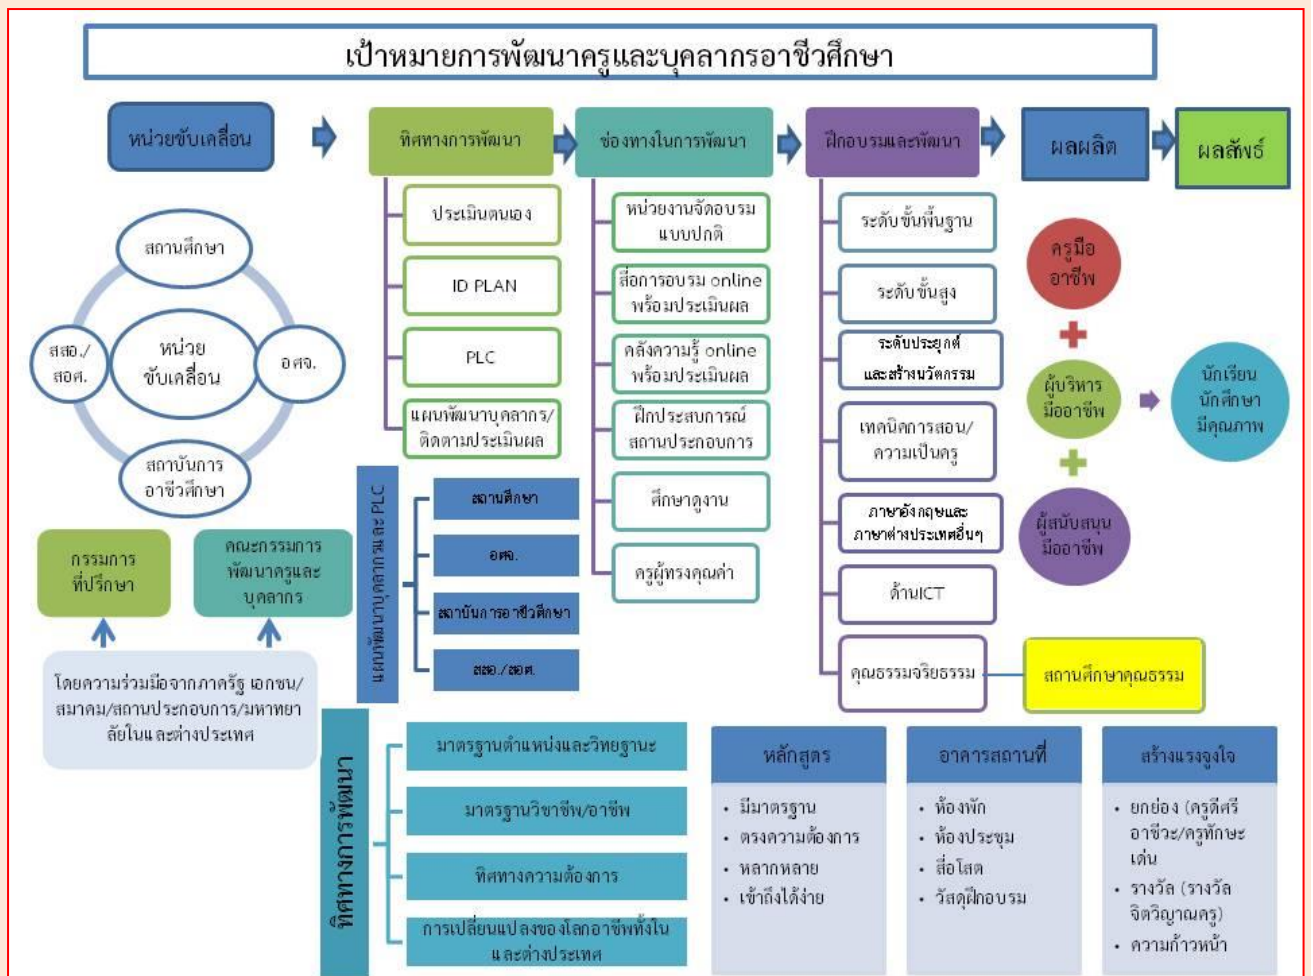 เป้าหมายการพัฒนาครูและบุคลากรอาชีวศึกษา
หน่วยขับเคลื่อน
ทิศทางการพัฒนา
ช่องทางในการพัฒนา
ฝึกอบรมและพัฒนา
ผลผลิต
ผลลัพธ์
สถานศึกษา
สสอ./
สอศ.
หน่วย
ขับเคลื่อน
อศจ.
สถาบันการ
อาชีวศึกษา
กรรมการ
ที่ปรึกษา
คณะกรรมการ
พัฒนาครูและ
บุคลากร
โดยความร่วมมือจากภาครัฐ เอกชน/
สมาคม/สถานประกอบการ/มหาทยา
ลัยในและต่างประเทศ
ประเมินตนเอง
ID PLAN
PLC
แผนพัฒนาบุคลากร/
ติดตามประเมินผล
หน่วยงานจัดอบรม
แบบปกติ
สื่อการอบรม online
พร้อมประเมินผล
คลังความรู้ online
พร้อมประเมินผล
ฝึกประสบการณ์
สถานประกอบการ
ศึกษาดูงาน
ครูผู้ทรงคุณค่า
ระดับขั้นพื้นฐาน
ระดับขั้นสูง
ระดับประยุกต์
และสร้างนวัตกรรม
เทคนิคการสอน/
ความเป็นครู
ภาษาอังกฤษและ
ภาษาต่างประเทศอื่นๆ
ด้านICT
คุณธรรมจริยธรรม
สถานศึกษาคุณธรรม
ครูมือ
อาชีพ
ผู้บริหาร
มืออาชีพ
ผู้สนับสนุน
มืออาชีพ
นักเรียน
นักศึกษา
มีคุณภาพ
แผนพัฒนาบุคลากรและ PLC
สถานศึกษา
อศจ.
สถาบันการอาชีวศึกษา
สสอ./สอศ.
ทิศทางการพัฒนา
มาตรฐานตำแหน่งและวิทยฐานะ
มาตรฐานวิชาชีพ/อาชีพ
ทิศทางความต้องการ
การเปลี่ยนแปลงของโลกอาชีพทั้งใน
และต่างประเทศ
หลักสูตร
• มีมาตรฐาน
• ตรงความต้องการ
• หลากหลาย
• เข้าถึงได้ง่าย
อาคารสถานที่
• ห้องพัก
• ห้องประชุม
• สื่อโสต
• วัสดุฝึกอบรม
สร้างแรงจูงใจ
• ยกย่อง (ครูดีศรี
อาชีวะ/ครูทักษะ
เด่น
• รางวัล (รางวัล
จิตวิญาณครู)
• ความก้าวหน้า